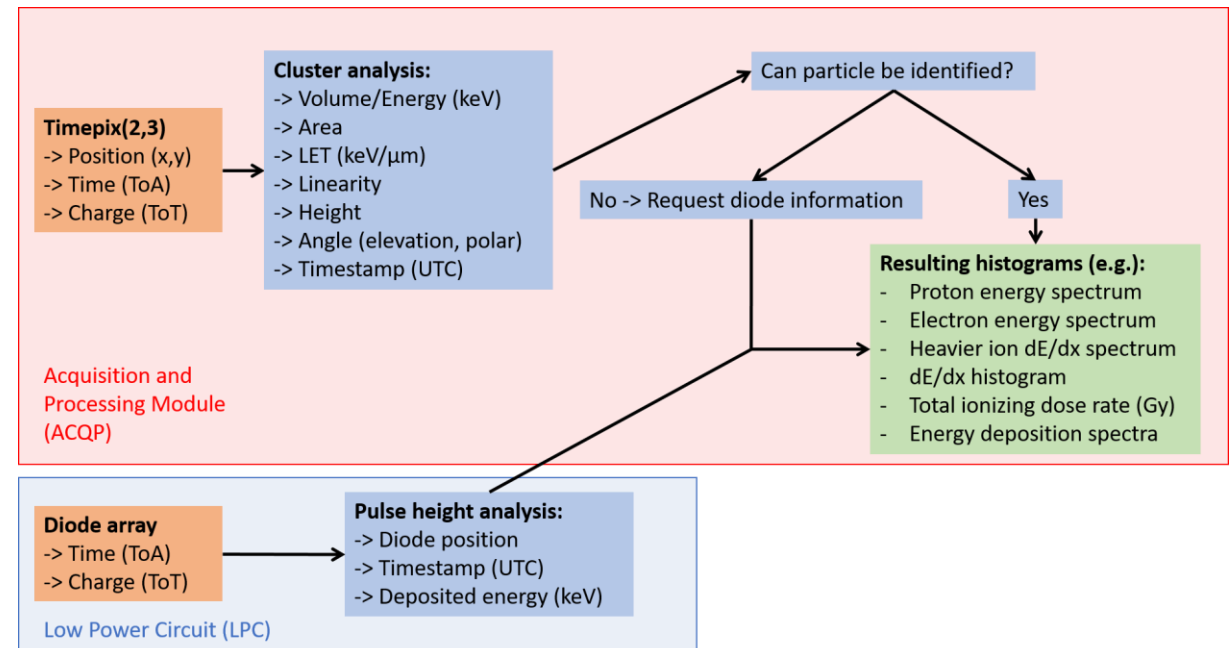 Timepix(2,3)
-> Position (x,y)
-> Time (ToA)
-> Charge (ToT)
Cluster analysis:
-> Volume/Energy (keV)
-> Area
-> LET (keV/μm)
-> Linearity
-> Height
-> Angle (elevation, polar)
-> Timestamp (UTC)
Can particle be identified?
No -> Request diode information
Yes
Resulting histograms (e.g.):
- Proton energy spectrum
- Electron energy spectrum
- Heavier ion dE/dx spectrum
- dE/dx histogram
- Total ionizing dose rate (Gy)
- Energy deposition spectra
Acquisition and
Processing Module
(ACQP)
Diode array
-> Time (ToA)
-> Charge (ToT)
Pulse height analysis:
-> Diode position
-> Timestamp (UTC)
-> Deposited energy (keV)
Low Power Circuit (LPC)